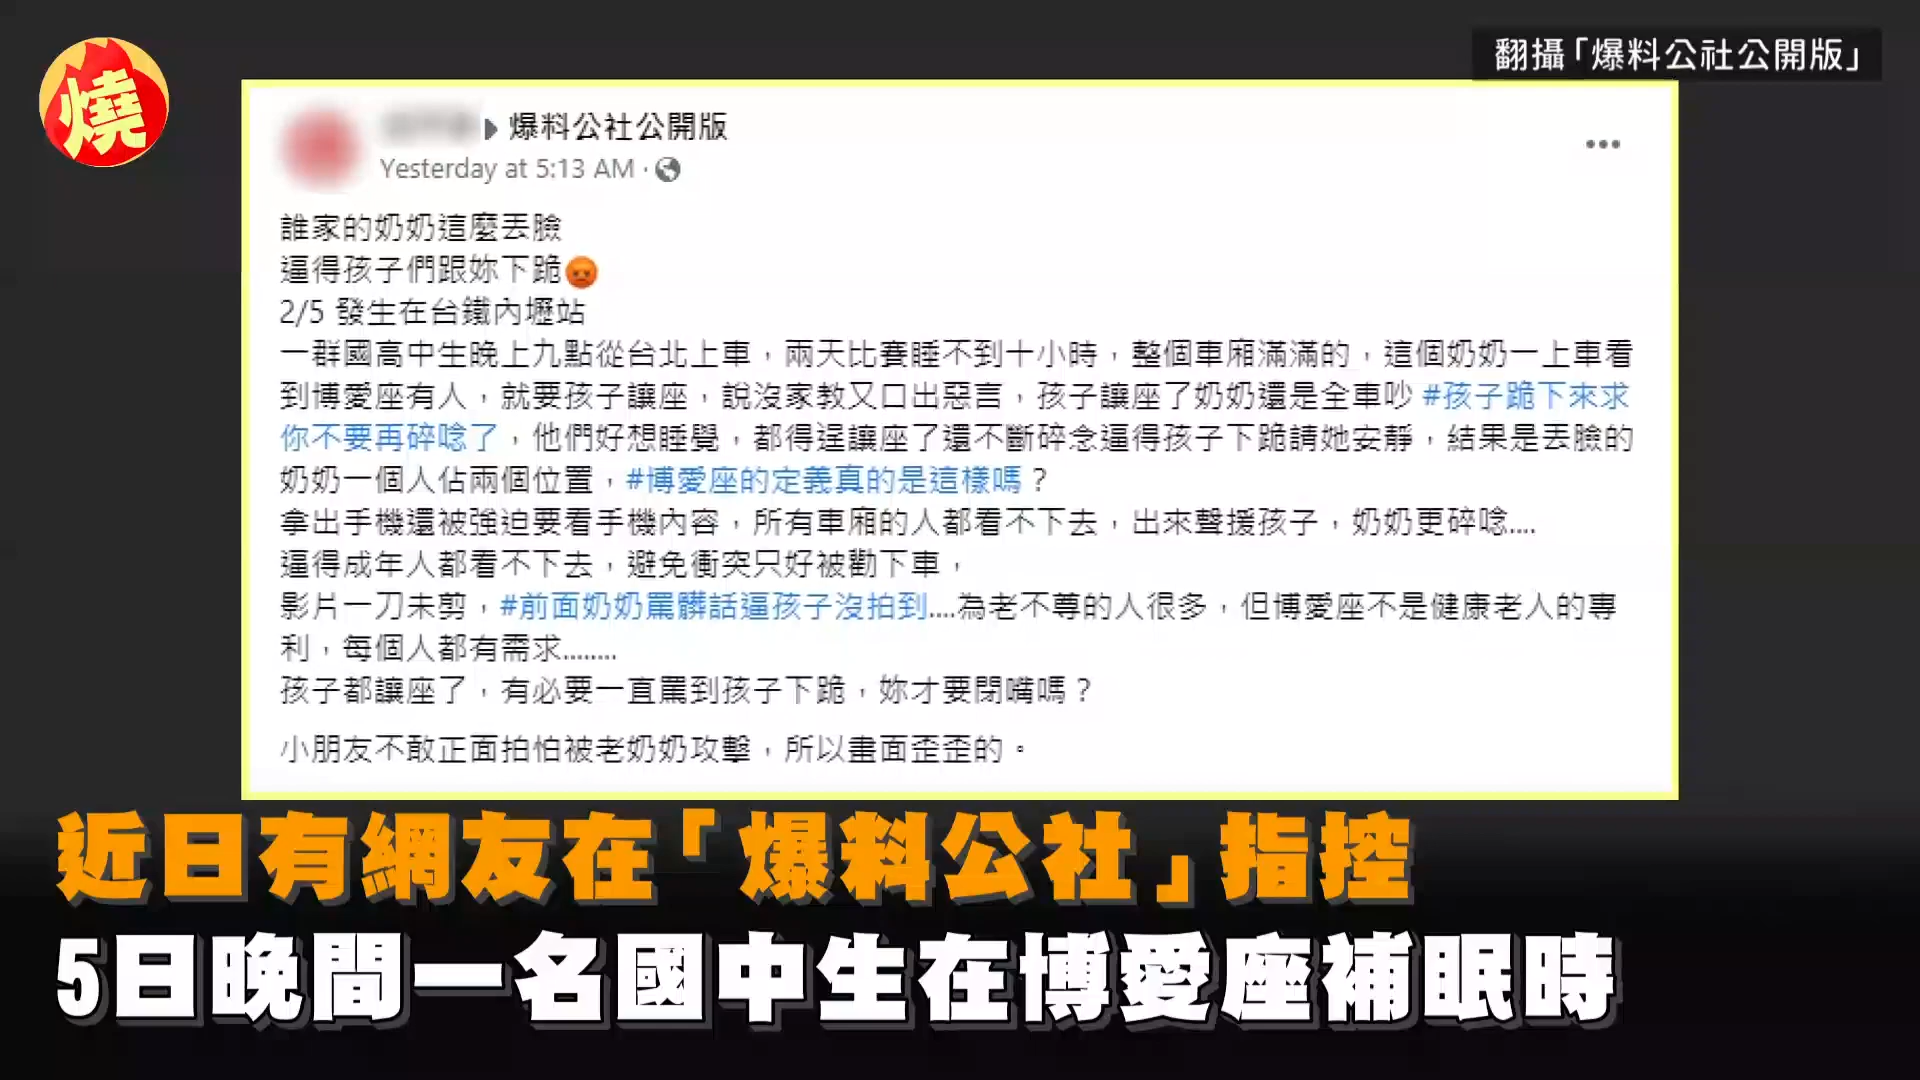 燒
翻攝「爆料公社公開版」
爆料公社公開版
Yesterday at 5:13 AM ·
誰家的奶奶這麼丟臉
逼得孩子們跟妳下跪
2/5 發生在台鐵內壢站
一群國高中生晚上九點從台北上車，兩天比賽睡不到十小時，整個車廂滿滿的，這個奶奶一上車看
到博愛座有人，就要孩子讓座，說沒家教又口出惡言，孩子讓座了奶奶還是全車吵 #孩子跪下來求
你不要再碎唸了，他們好想睡覺，都得逞讓座了還不斷碎念逼得孩子下跪請她安靜，結果是丟臉的
奶奶一個人佔兩個位置，#博愛座的定義真的是這樣嗎？
拿出手機還被強迫要看手機內容，所有車廂的人都看不下去，出來聲援孩子，奶奶更碎唸....
逼得成年人都看不下去，避免衝突只好被勸下車，
影片一刀未剪，#前面奶奶罵髒話逼孩子沒拍到....為老不尊的人很多，但博愛座不是健康老人的專
利，每個人都有需求........
孩子都讓座了，有必要一直罵到孩子下跪，妳才要閉嘴嗎？
小朋友不敢正面拍怕被老奶奶攻擊，所以畫面歪歪的。
近日有網友在「爆料公社」指控
5日晚間一名國中生在博愛座補眠時